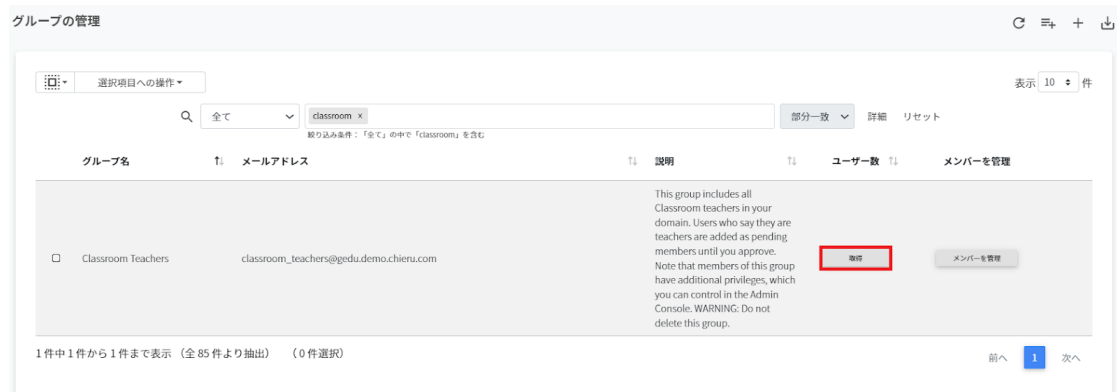 グループの管理
選択項目への操作
表示 10 件
全て classroom × 部分一致 詳細 リセット
絞り込み条件：「全て」の中で「classroom」を含む
グループ名 メールアドレス 説明 ユーザー数 メンバーを管理
This group includes all
Classroom teachers in your
domain. Users who say they are
teachers are added as pending
members until you approve.
Classroom Teachers classroom_teachers@gedu.demo.chieru.com 取得 メンバーを管理
Note that members of this group
have additional privileges, which
you can control in the Admin
Console. WARNING: Do not
delete this group.
1 件中 1 件から 1 件まで表示 （全 85 件より抽出） （ 0 件選択）
前へ 1 次へ